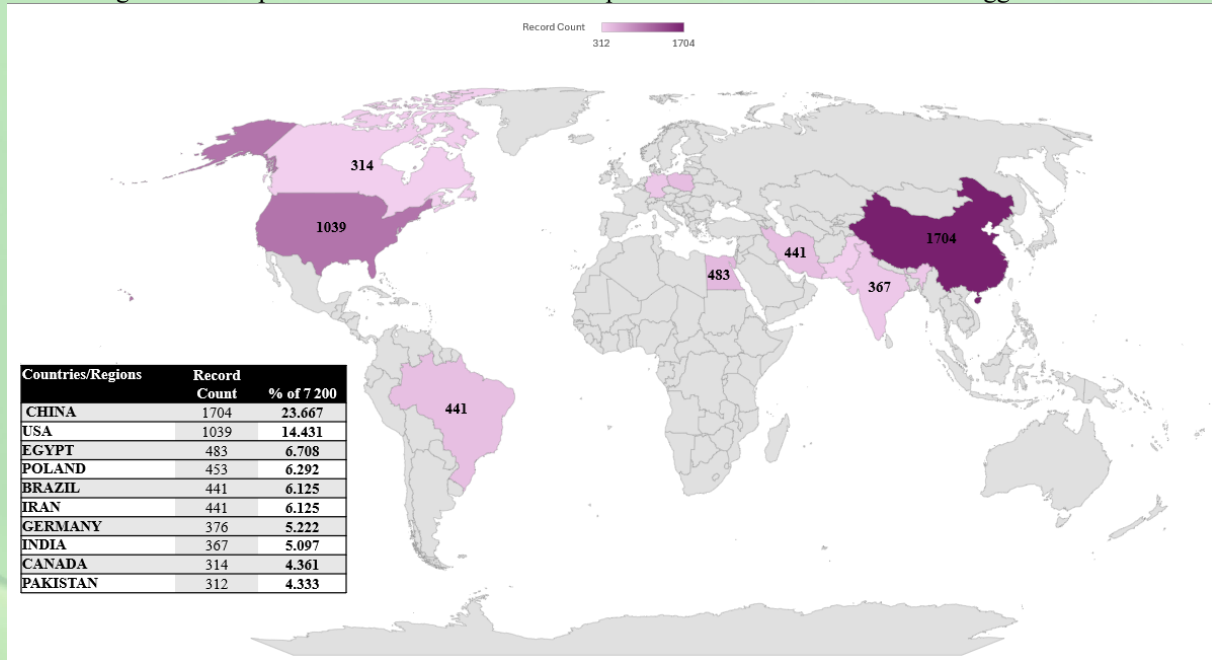 Record Count
312 1704
314
1039
1704
441
483
367
441
Countries/Regions Record Count % of 7 200
CHINA 1704 23.667
USA 1039 14.431
EGYPT 483 6.708
POLAND 453 6.292
BRAZIL 441 6.125
IRAN 441 6.125
GERMANY 376 5.222
INDIA 367 5.097
CANADA 314 4.361
PAKISTAN 312 4.333